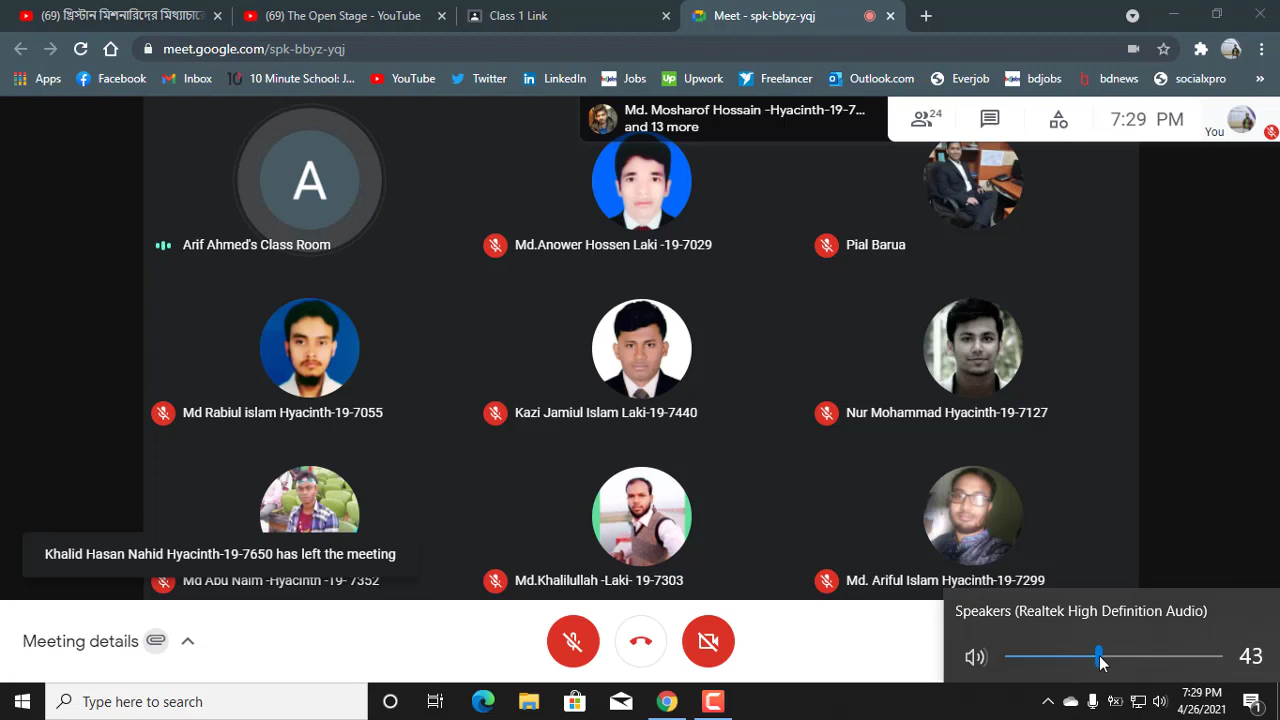 (69) খ্রিস্টান মিশনারিদের মিথ্যাচারে
(69) The Open Stage - YouTube
Class 1 Link
Meet - spk-bbyz-yqj
meet.google.com/spk-bbyz-yqj
Apps
Facebook
Inbox
10 Minute School: J...
YouTube
Twitter
LinkedIn
Jobs
Upwork
Freelancer
Outlook.com
Everjob
bdjobs
bdnews
socialxpro
»
Md. Mosharof Hossain -Hyacinth-19-7...
and 13 more
24
7:29 PM
You
A
Arif Ahmed's Class Room
Md.Anower Hossen Laki -19-7029
Pial Barua
Md Rabiul islam Hyacinth-19-7055
Kazi Jamiul Islam Laki-19-7440
Nur Mohammad Hyacinth-19-7127
Khalid Hasan Nahid Hyacinth-19-7650 has left the meeting
Md Abu Naim -Hyacinth -19- 7352
Md.Khalilullah -Laki- 19-7303
Md. Ariful Islam Hyacinth-19-7299
Speakers (Realtek High Definition Audio)
43
Meeting details
Type here to search
7:29 PM
4/26/2021
1